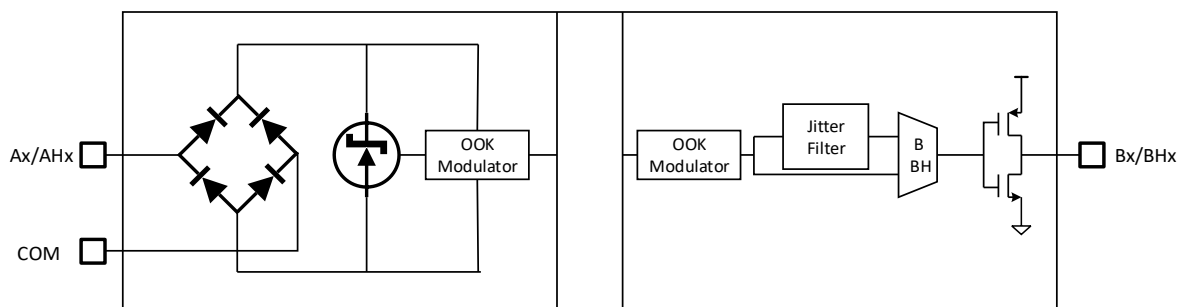 Ax/AHx
COM
OOK
Modulator
OOK
Modulator
Jitter
Filter
B
BH
Bx/BHx